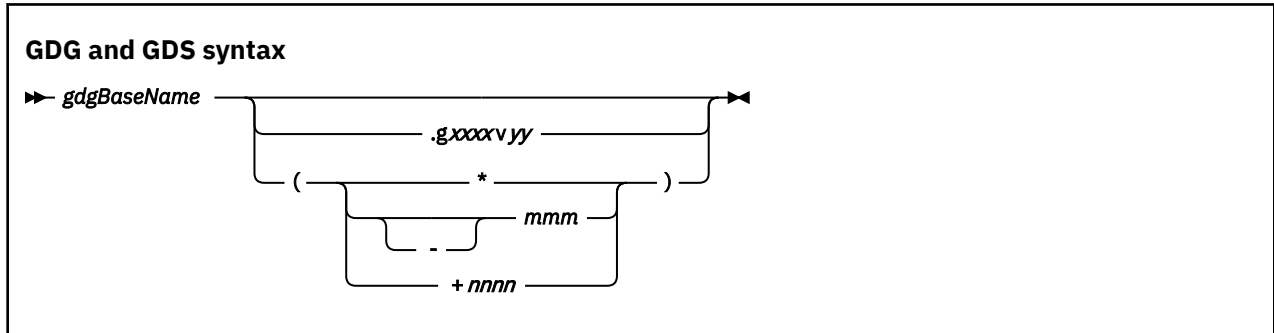 GDG and GDS syntax
gdgBaseName
.gxxxxvyy
( * )
- mmm
+ nnnn